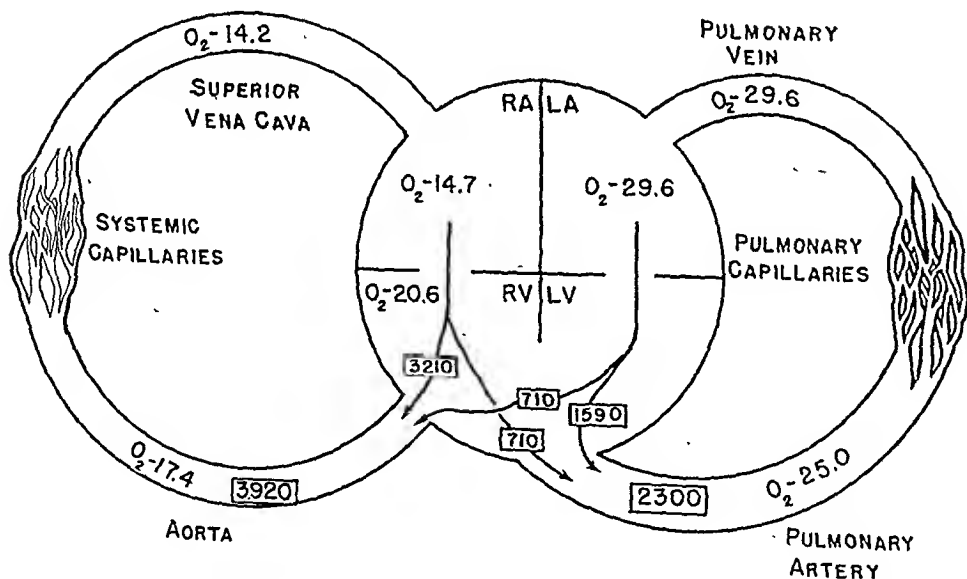 O₂-14.2
SUPERIOR
VENA CAVA
SYSTEMIC
CAPILLARIES
O₂-17.4
3920
AORTA
RA LA
O₂-14.7
O₂-29.6
O₂-20.6
RV LV
3210
710
710
1590
PULMONARY
VEIN
O₂-29.6
PULMONARY
CAPILLARIES
2300
O₂-25.0
PULMONARY
ARTERY